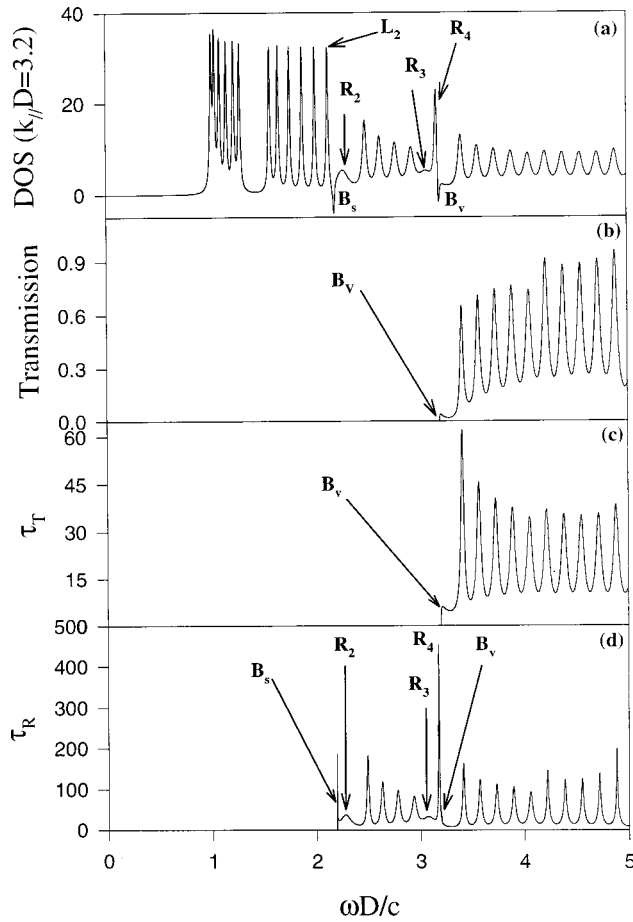 40
20
0
DOS (k//D=3.2)
(a)
L2
R2
R3
R4
Bs
Bv
0.9
0.6
0.3
0.0
Transmission
(b)
BV
60
45
30
15
τT
(c)
Bv
500
400
300
200
100
0
τR
(d)
Bs
R2
R3
R4
Bv
0 1 2 3 4 5
ωD/c